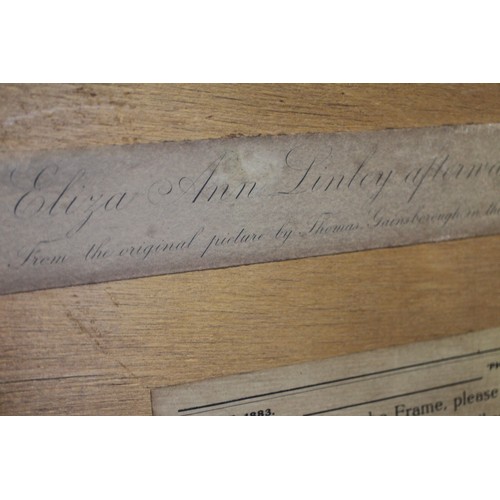 Eliza Ann Linley afterwa
From the original picture by Thomas Gainsborough in the
1883.
Frame, please